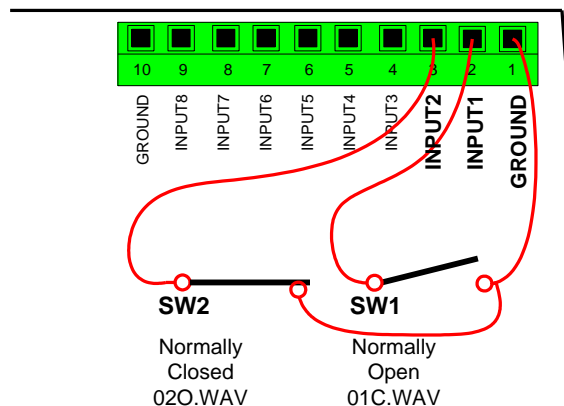 10 9 8 7 6 5 4 3 2 1
GROUND
INPUT8
INPUT7
INPUT6
INPUT5
INPUT4
INPUT3
INPUT2
INPUT1
GROUND
SW2
Normally
Closed
02O.WAV
SW1
Normally
Open
01C.WAV